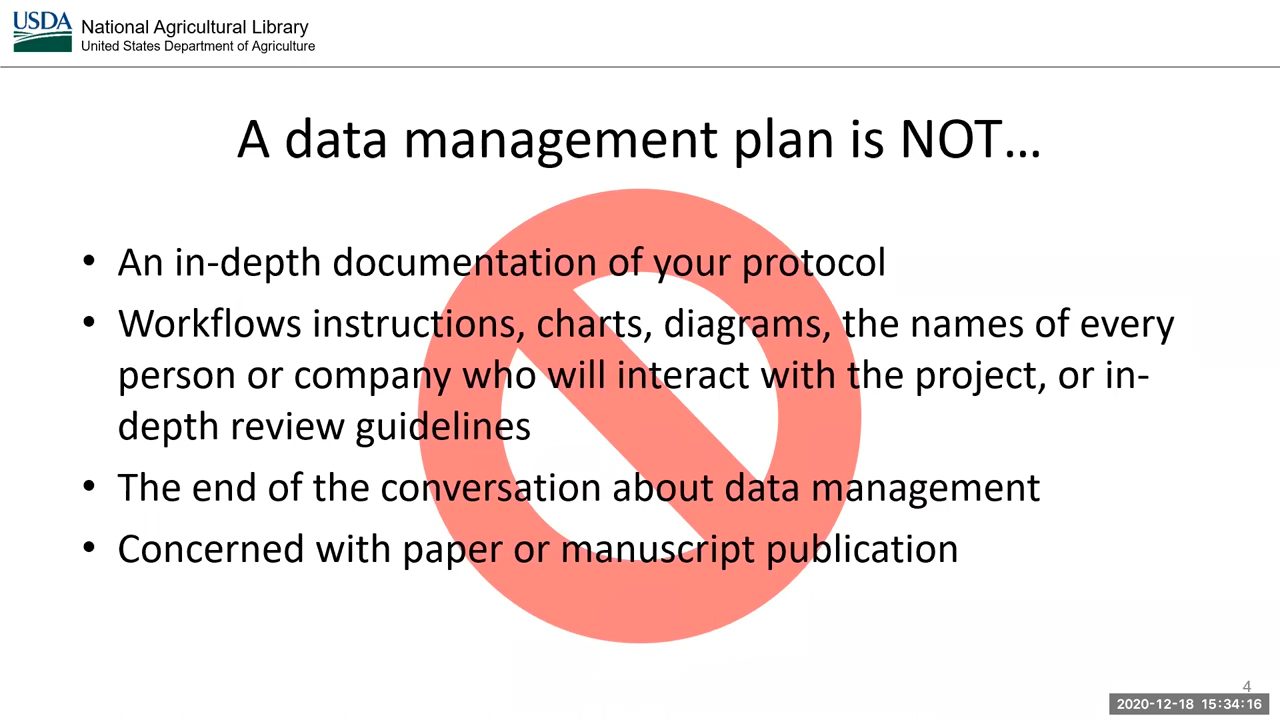 USDA
National Agricultural Library
United States Department of Agriculture
A data management plan is NOT…
• An in-depth documentation of your protocol
• Workflows instructions, charts, diagrams, the names of every
person or company who will interact with the project, or in-
depth review guidelines
• The end of the conversation about data management
• Concerned with paper or manuscript publication
4
2020-12-18 15:34:16